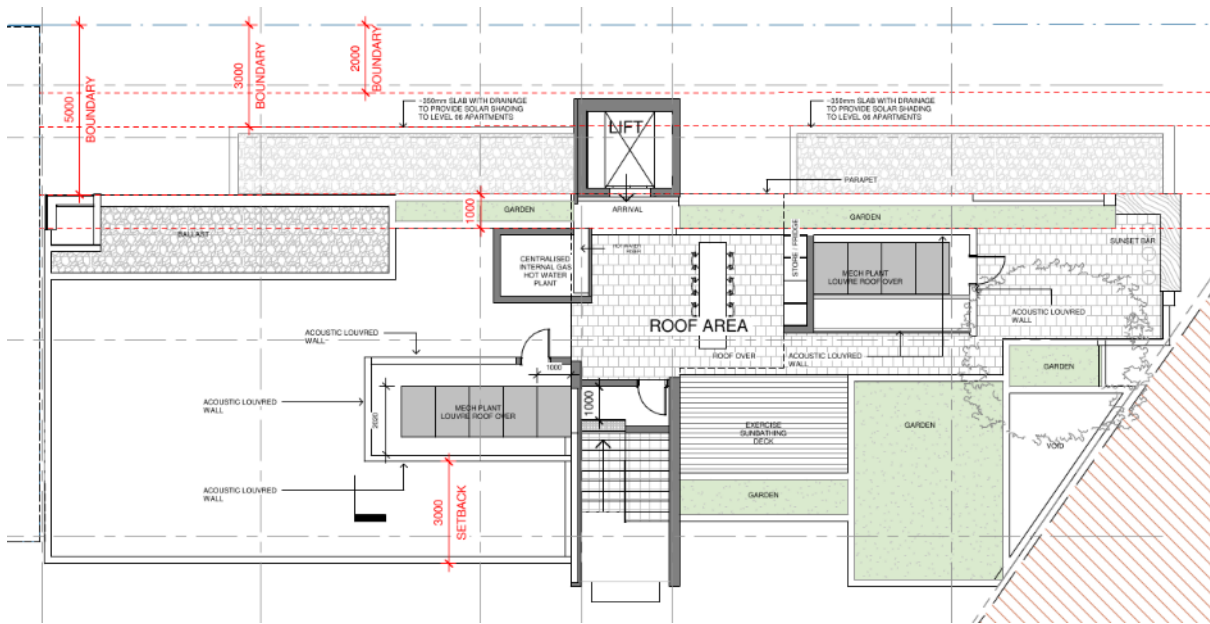 5000
BOUNDARY
3000
BOUNDARY
2000
BOUNDARY
~350mm SLAB WITH DRAINAGE
TO PROVIDE SOLAR SHADING
TO LEVEL 06 APARTMENTS
LIFT
~350mm SLAB WITH DRAINAGE
TO PROVIDE SOLAR SHADING
TO LEVEL 06 APARTMENTS
PARAPET
1000
GARDEN
ARRIVAL
GARDEN
BALLAST
HOT WATER
SUNSET BAR
CENTRALISED
INTERNAL GAS
HOT WATER
PLANT
STORE
FRIDGE
MECH PLANT
LOUVRE ROOF OVER
ACOUSTIC LOUVRED
WALL
ROOF AREA
ACOUSTIC LOUVRED
WALL
ROOF OVER
ACOUSTIC LOUVRED
WALL
GARDEN
1000
ACOUSTIC LOUVRED
WALL
MECH PLANT
LOUVRE ROOF OVER
1000
EXERCISE
SUNBATHING
DECK
GARDEN
VOID
ACOUSTIC LOUVRED
WALL
GARDEN
3000
SETBACK